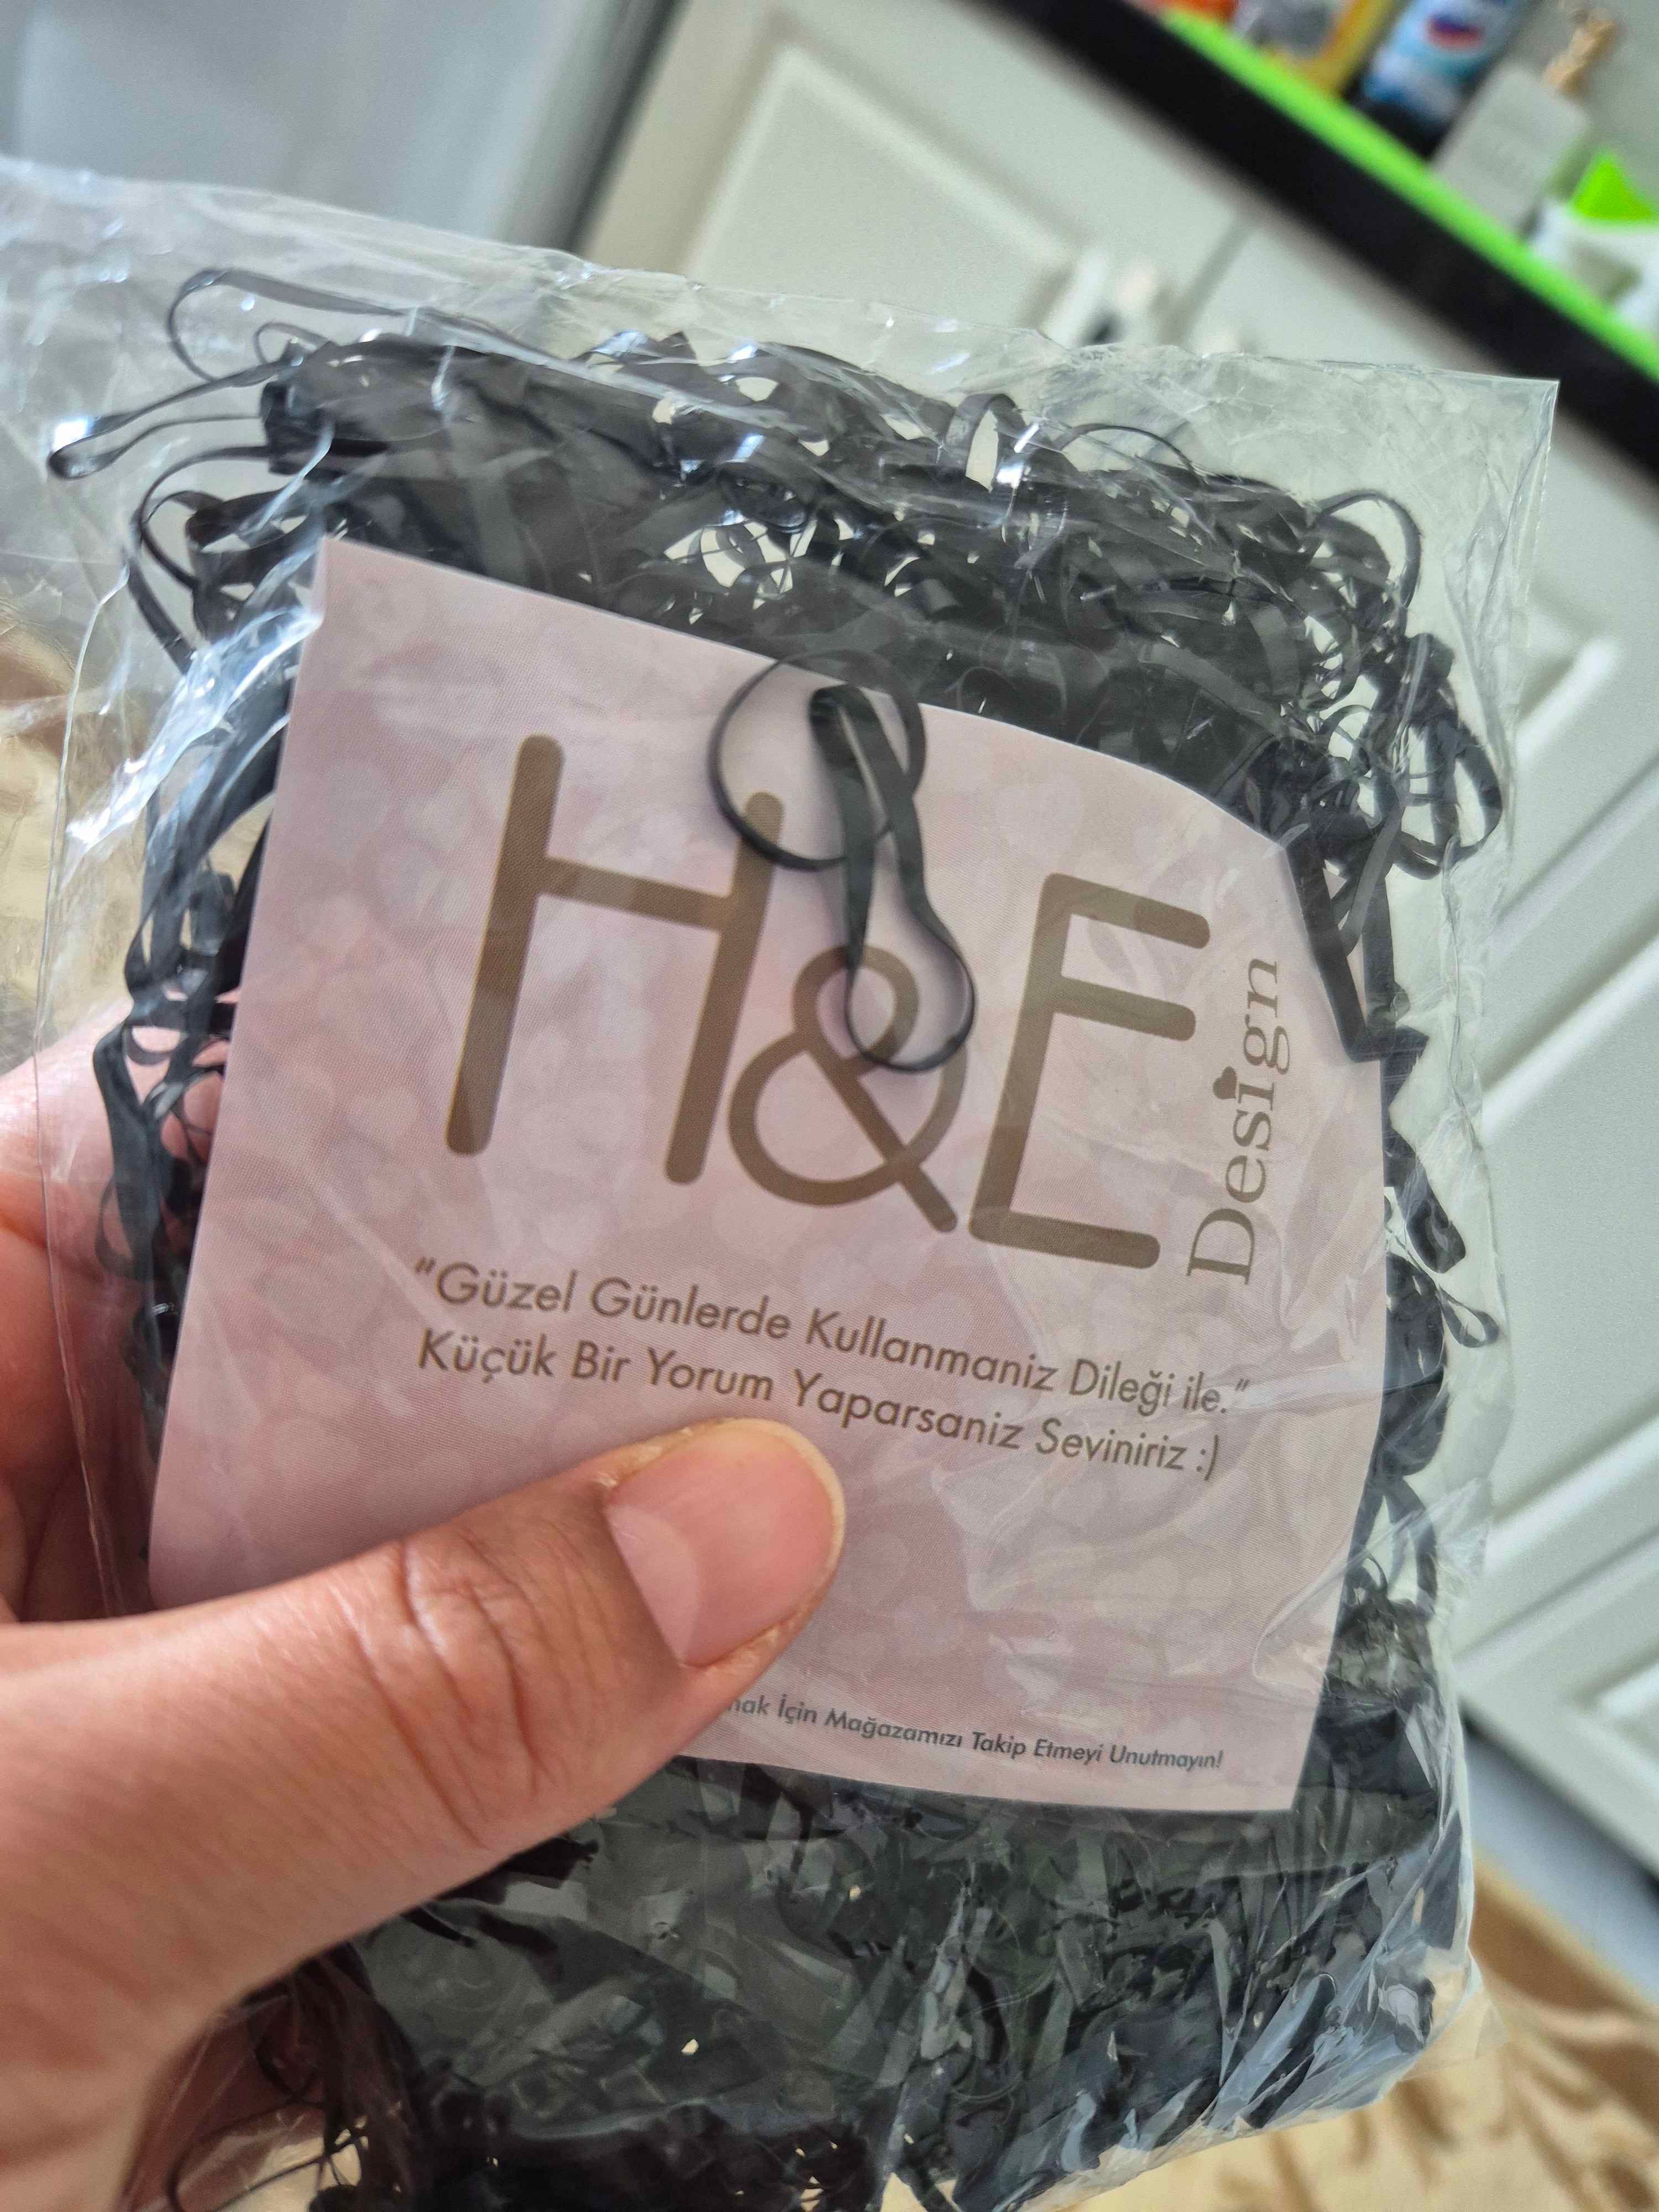 H&E Design
"Güzel Günlerde Kullanmaniz Dileği ile."
Küçük Bir Yorum Yaparsaniz Seviniriz :)
İçin Mağazamızı Takip Etmeyi Unutmayın!